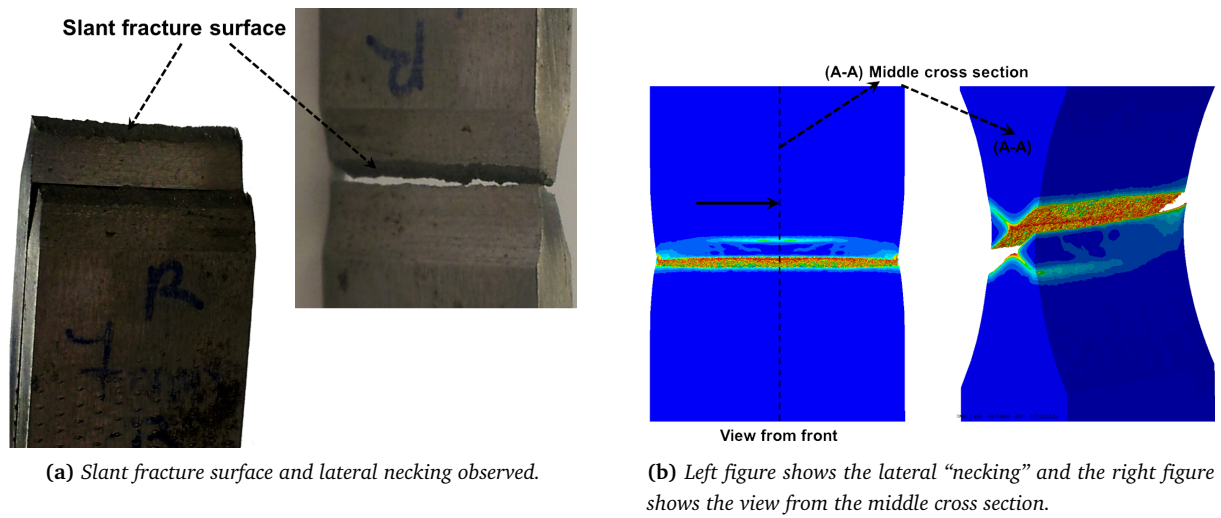 Slant fracture surface
R
R
7
(A-A) Middle cross section
(A-A)
View from front
(a) Slant fracture surface and lateral necking observed.
(b) Left figure shows the lateral “necking” and the right figure
shows the view from the middle cross section.